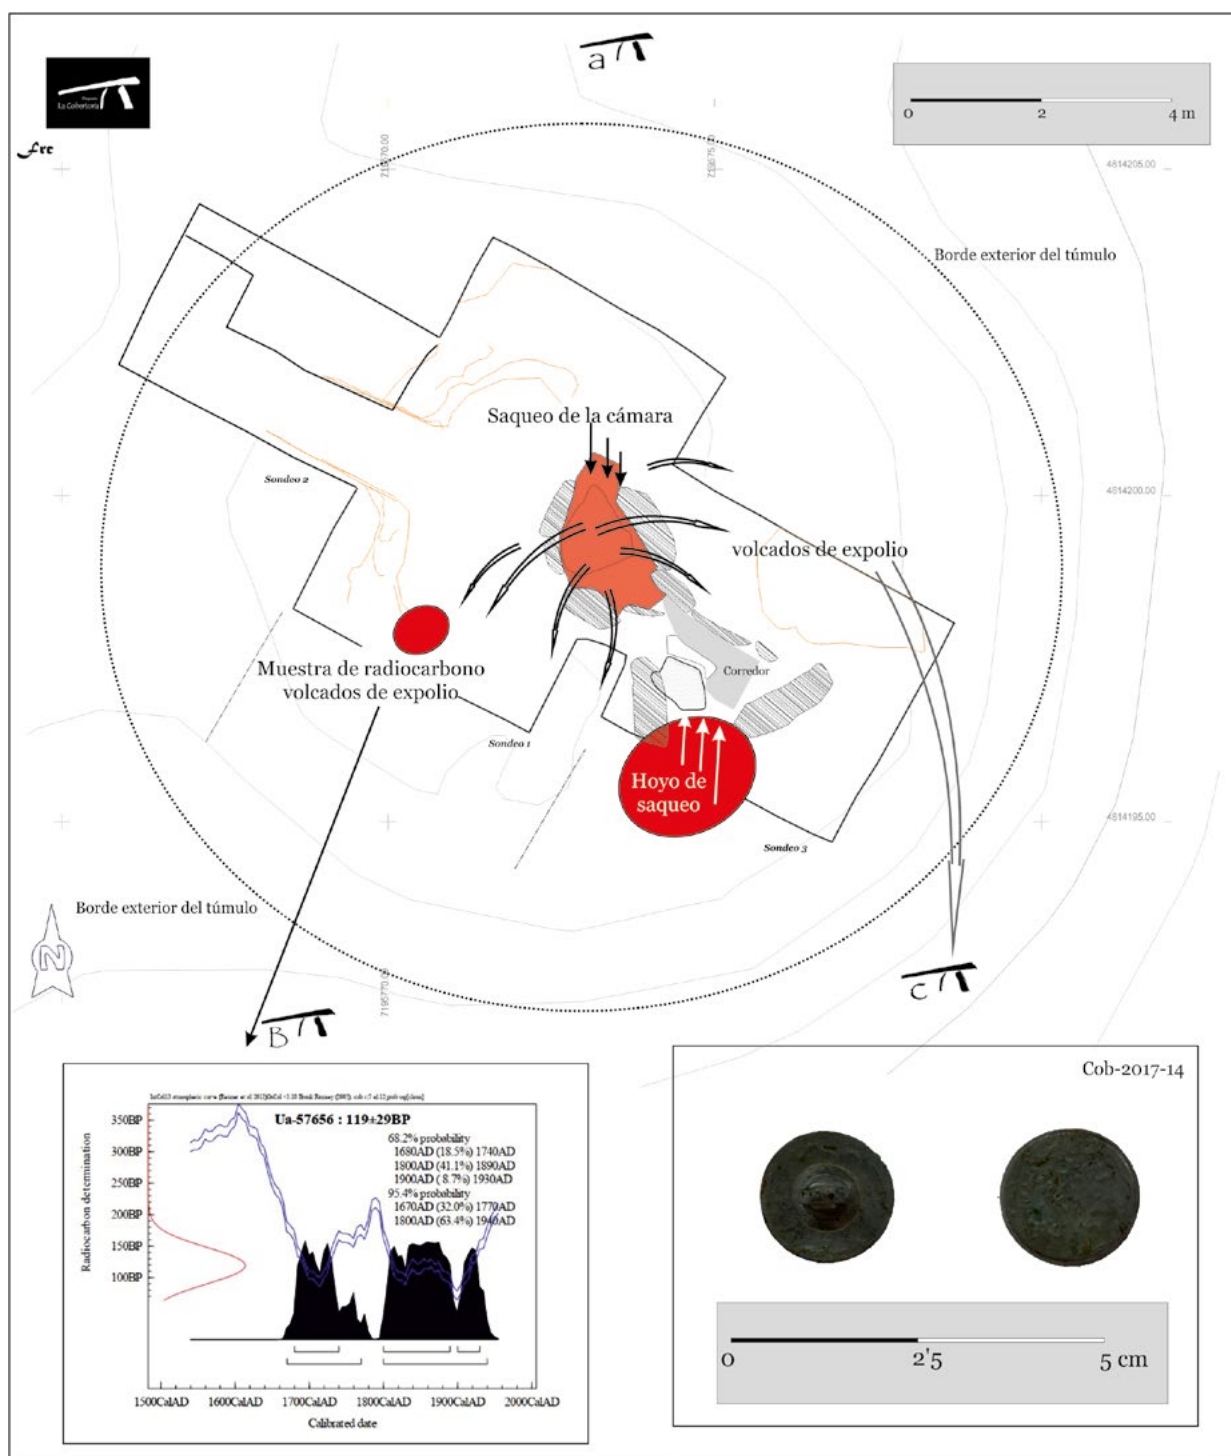 a
La Cobertoria
0 2 4 m
719570.00
719575.00
4814205.00
Borde exterior del túmulo
Saqueo de la cámara
Sondeo 2
4814200.00
volcados de expolio
Muestra de radiocarbono
volcados de expolio
Corredor
Sondeo 1
Hoyo de
saqueo
4814195.00
Sondeo 3
Borde exterior del túmulo
N
C
B
Cob-2017-14
Ua-57656 : 119±29BP
68.2% probability
1680AD (18.5%) 1740AD
1800AD (41.1%) 1890AD
1900AD ( 8.7%) 1930AD
95.4% probability
1670AD (32.0%) 1770AD
1800AD (63.4%) 1940AD
Radiocarbon determination
350BP
300BP
250BP
200BP
150BP
100BP
1500CalAD 1600CalAD 1700CalAD 1800CalAD 1900CalAD 2000CalAD
Calibrated date
0 2'5 5 cm